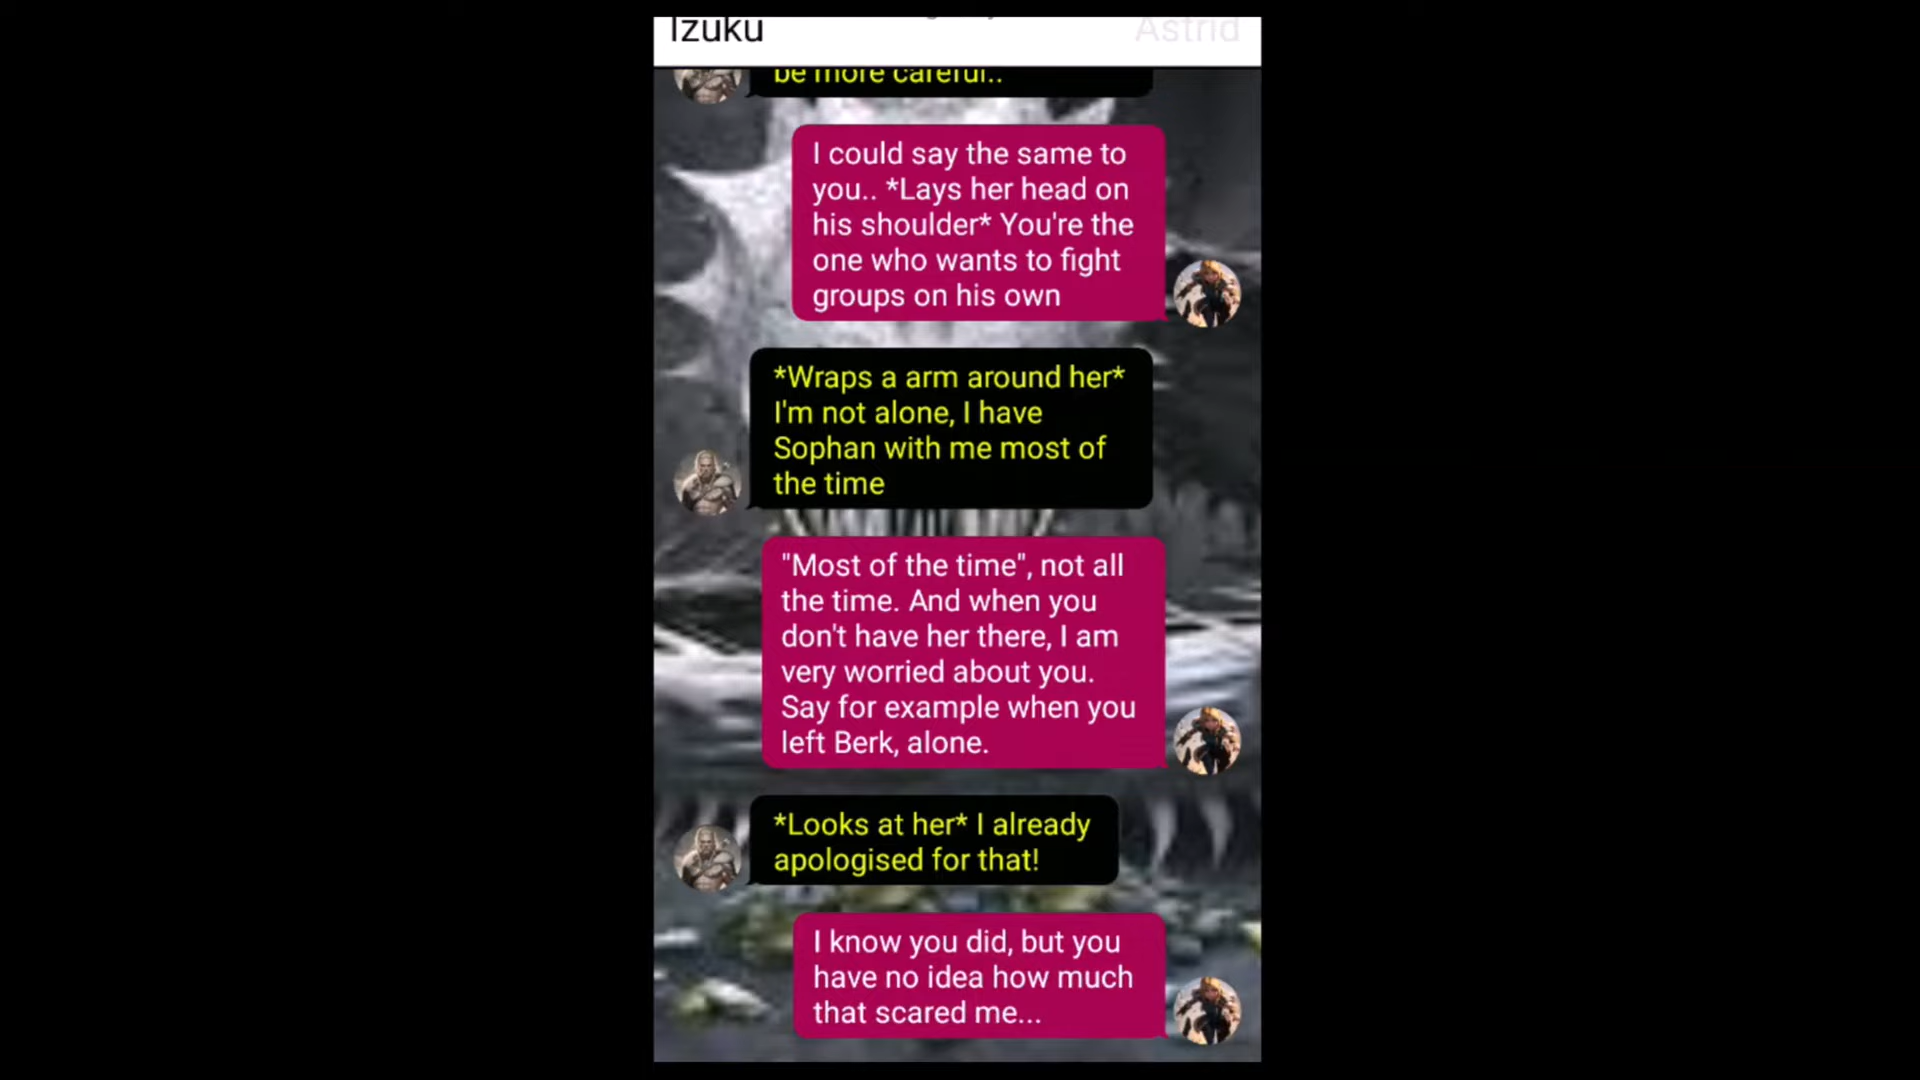 Izuku
Astrid
be more careful..
I could say the same to
you.. *Lays her head on
his shoulder* You're the
one who wants to fight
groups on his own
*Wraps a arm around her*
I'm not alone, I have
Sophan with me most of
the time
"Most of the time", not all
the time. And when you
don't have her there, I am
very worried about you.
Say for example when you
left Berk, alone.
*Looks at her* I already
apologised for that!
I know you did, but you
have no idea how much
that scared me...